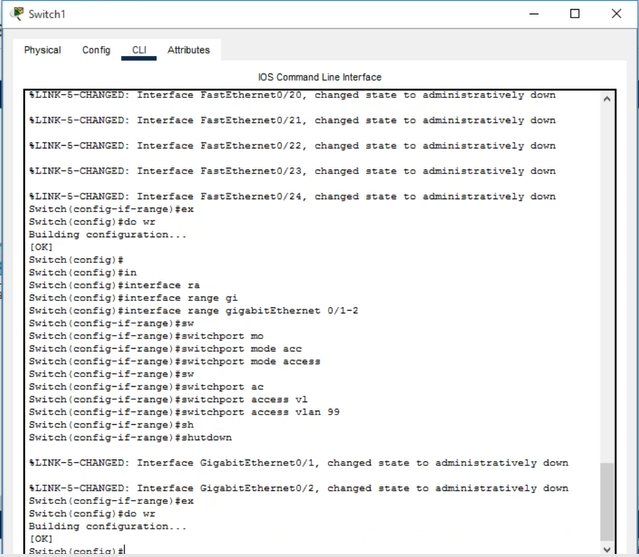 Switch1
Physical Config CLI Attributes
IOS Command Line Interface
%LINK-5-CHANGED: Interface FastEthernet0/20, changed state to administratively down
%LINK-5-CHANGED: Interface FastEthernet0/21, changed state to administratively down
%LINK-5-CHANGED: Interface FastEthernet0/22, changed state to administratively down
%LINK-5-CHANGED: Interface FastEthernet0/23, changed state to administratively down
%LINK-5-CHANGED: Interface FastEthernet0/24, changed state to administratively down
Switch(config-if-range)#ex
Switch(config)#do wr
Building configuration...
[OK]
Switch(config)#
Switch(config)#in
Switch(config)#interface ra
Switch(config)#interface range gi
Switch(config)#interface range gigabitEthernet 0/1-2
Switch(config-if-range)#sw
Switch(config-if-range)#switchport mo
Switch(config-if-range)#switchport mode acc
Switch(config-if-range)#switchport mode access
Switch(config-if-range)#sw
Switch(config-if-range)#switchport ac
Switch(config-if-range)#switchport access vl
Switch(config-if-range)#switchport access vlan 99
Switch(config-if-range)#sh
Switch(config-if-range)#shutdown
%LINK-5-CHANGED: Interface GigabitEthernet0/1, changed state to administratively down
%LINK-5-CHANGED: Interface GigabitEthernet0/2, changed state to administratively down
Switch(config-if-range)#ex
Switch(config)#do wr
Building configuration...
[OK]
Switch(config)#